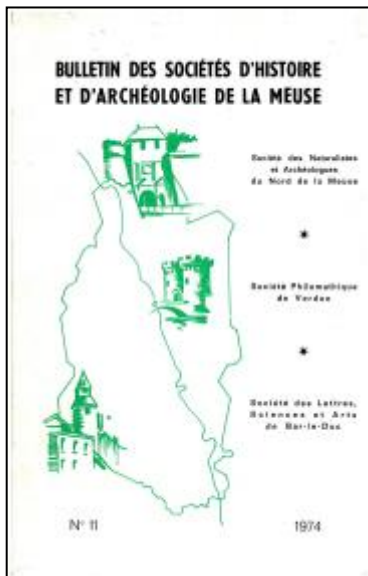 BULLETIN DES SOCIÉTÉS D'HISTOIRE
ET D'ARCHÉOLOGIE DE LA MEUSE
Société des Naturalistes
et Archéologues
du Nord de la Meuse
*
Société Philomathique
de Verdun
*
Société des Lettres,
Sciences et Arts
de Bar-le-Duc
N° 11
1974